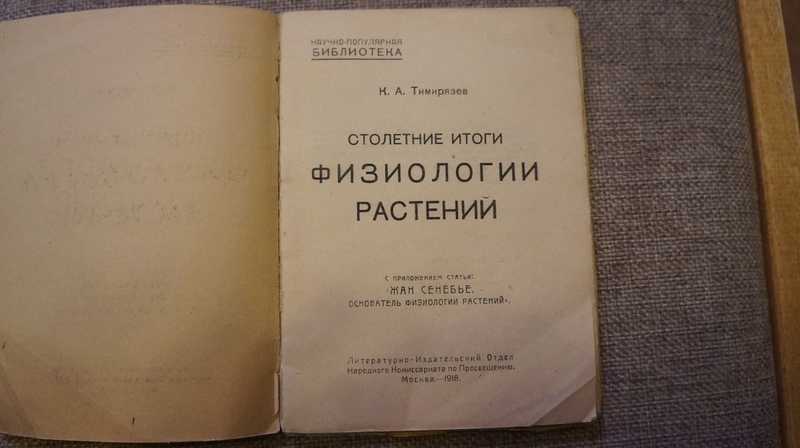 НАУЧНО-ПОПУЛЯРНАЯ
БИБЛИОТЕКА
К. А. Тимирязев
СТОЛЕТНИЕ ИТОГИ
ФИЗИОЛОГИИ
РАСТЕНИЙ
С ПРИЛОЖЕНИЕМ СТАТЬИ:
«ЖАН СЕНЕБЬЕ,
ОСНОВАТЕЛЬ ФИЗИОЛОГИИ РАСТЕНИЙ».
Литературно-Издательский Отдел
Народного Комиссариата по Просвещению.
Москва.—1918.